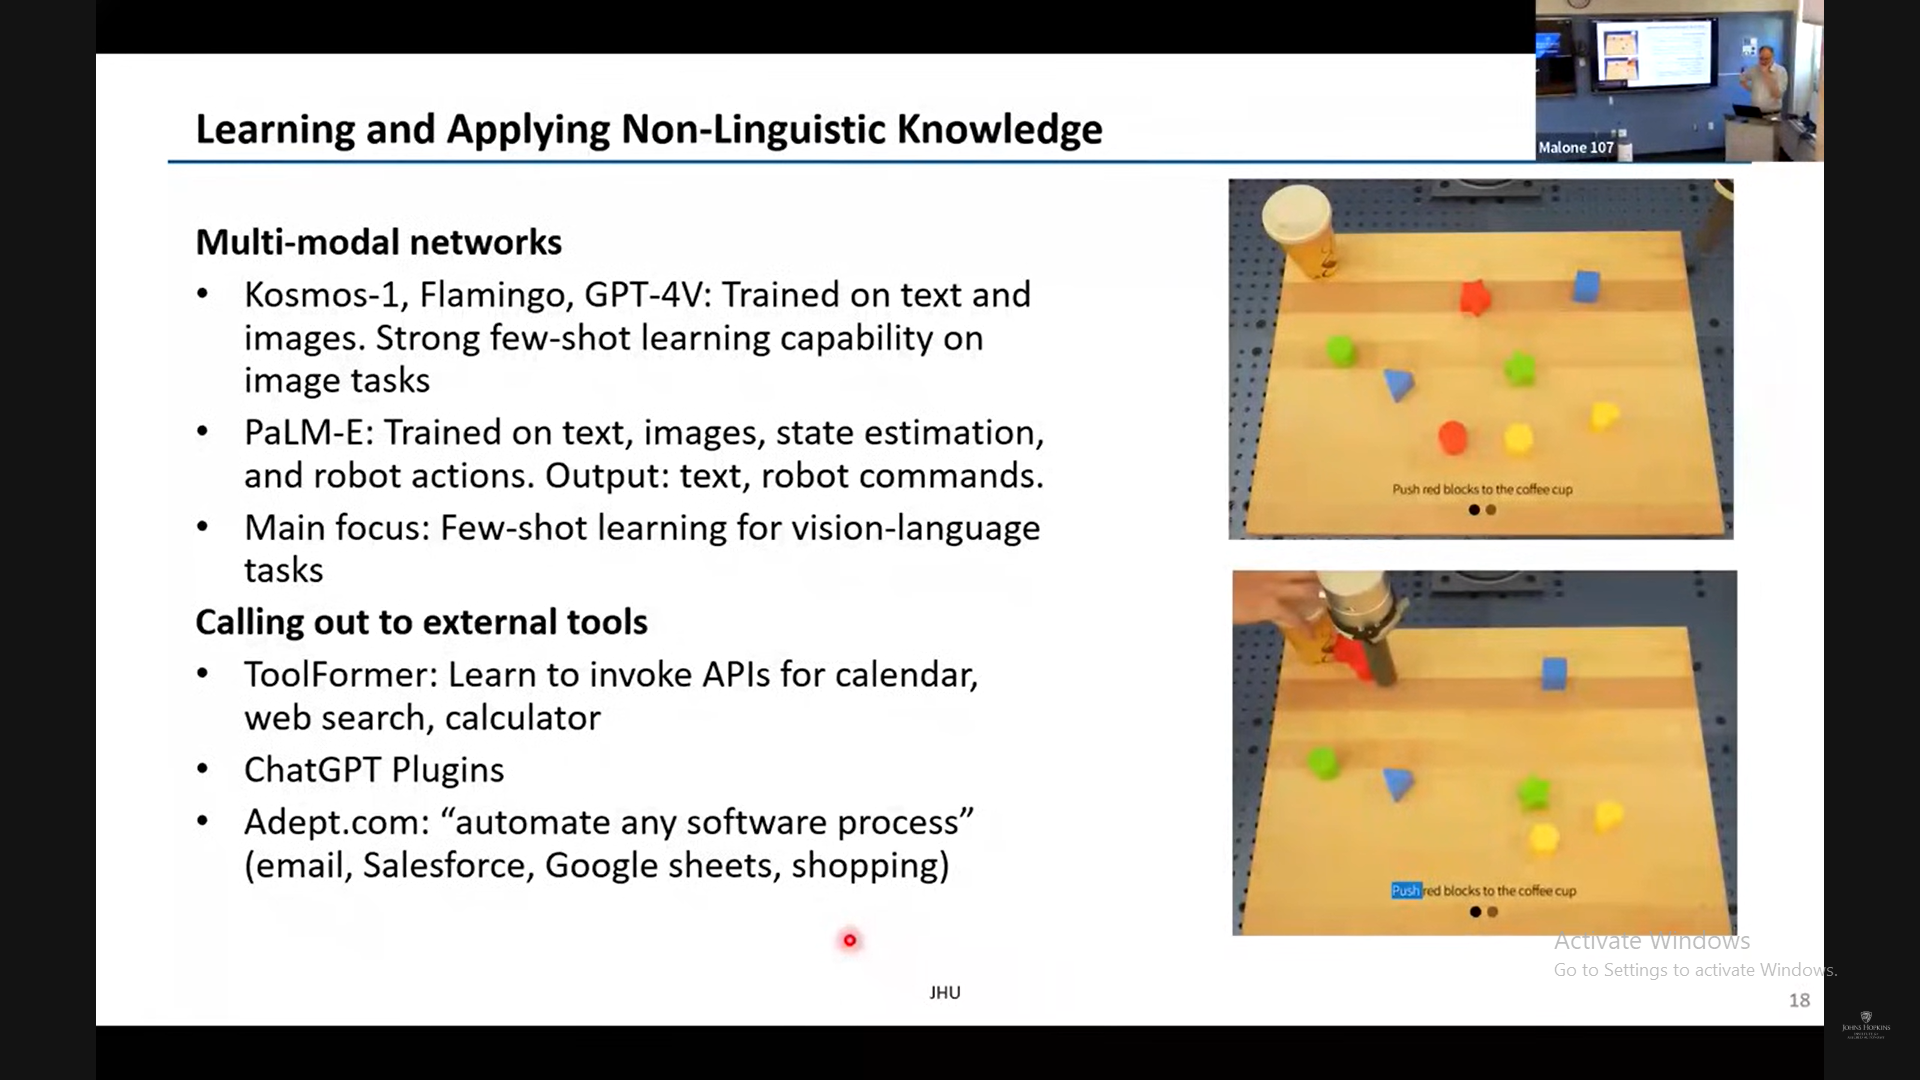 Learning and Applying Non-Linguistic Knowledge
Malone 107
Multi-modal networks
• Kosmos-1, Flamingo, GPT-4V: Trained on text and
images. Strong few-shot learning capability on
image tasks
• PaLM-E: Trained on text, images, state estimation,
and robot actions. Output: text, robot commands.
• Main focus: Few-shot learning for vision-language
tasks
Calling out to external tools
• ToolFormer: Learn to invoke APIs for calendar,
web search, calculator
• ChatGPT Plugins
• Adept.com: “automate any software process”
(email, Salesforce, Google sheets, shopping)
Push red blocks to the coffee cup
Push red blocks to the coffee cup
Activate Windows
Go to Settings to activate Windows.
JHU
18
JOHNS HOPKINS